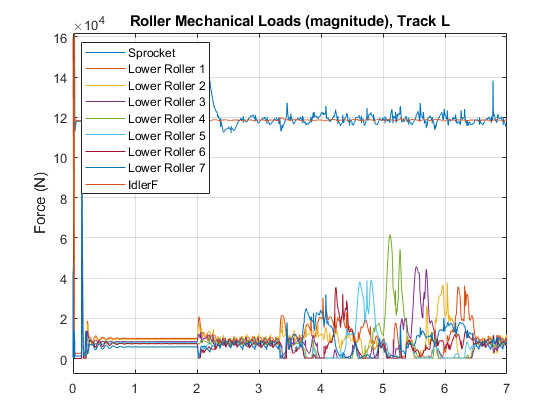 Roller Mechanical Loads (magnitude), Track L
×10⁴
Force (N)
16
14
12
10
8
6
4
2
0
Sprocket
Lower Roller 1
Lower Roller 2
Lower Roller 3
Lower Roller 4
Lower Roller 5
Lower Roller 6
Lower Roller 7
IdlerF
0 1 2 3 4 5 6 7